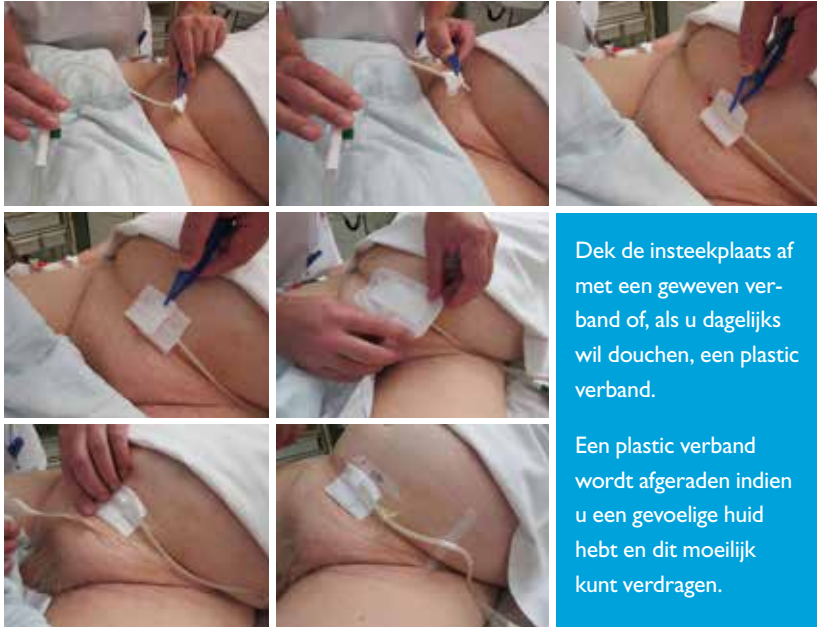 Dek de insteekplaats af
met een geweven ver-
band of, als u dagelijks
wil douchen, een plastic
verband.
Een plastic verband
wordt afgeraden indien
u een gevoelige huid
hebt en dit moeilijk
kunt verdragen.